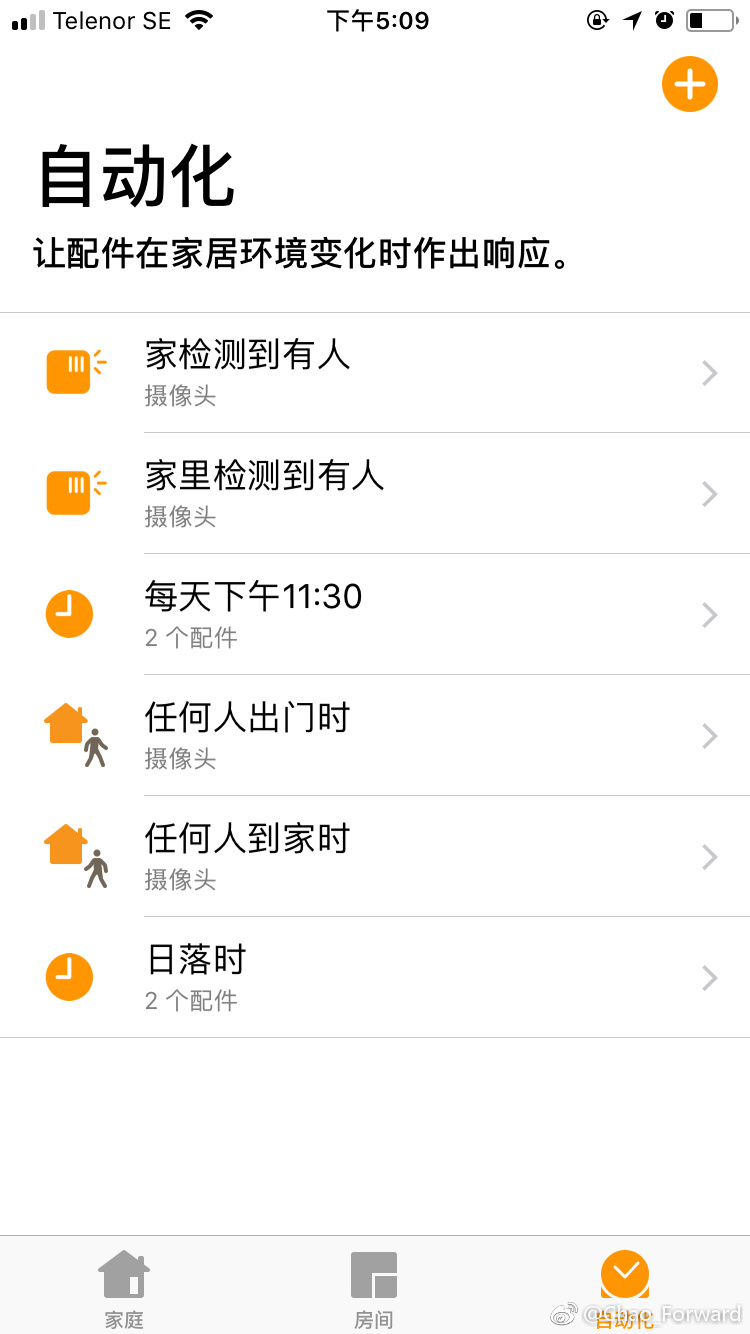 Telenor SE
下午5:09
自动化
让配件在家居环境变化时作出响应。
家检测到有人
摄像头
家里检测到有人
摄像头
每天下午11:30
2 个配件
任何人出门时
摄像头
任何人到家时
摄像头
日落时
2 个配件
家庭
房间
自动化
@Chao_Forward